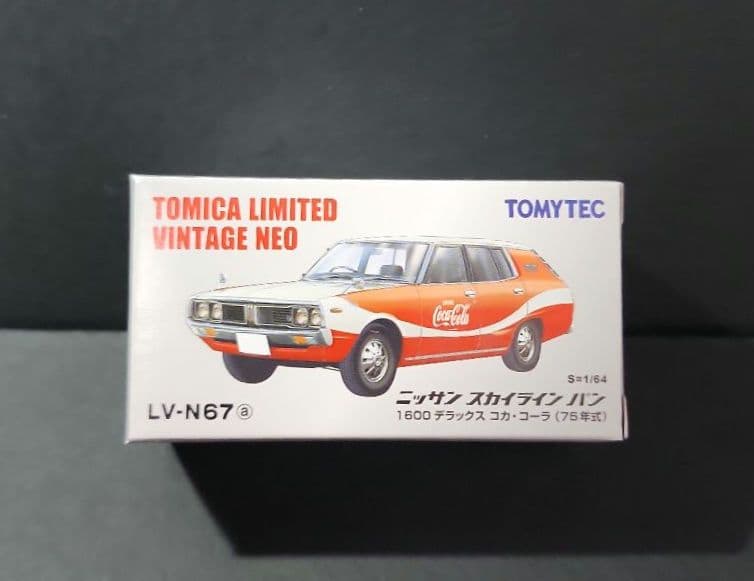 TOMICA LIMITED
VINTAGE NEO
TOMYTEC
Coca-Cola
S=1/64
LV-N67 ⓐ
ニッサン スカイライン バン
1600 デラックス コカ・コーラ (75年式)